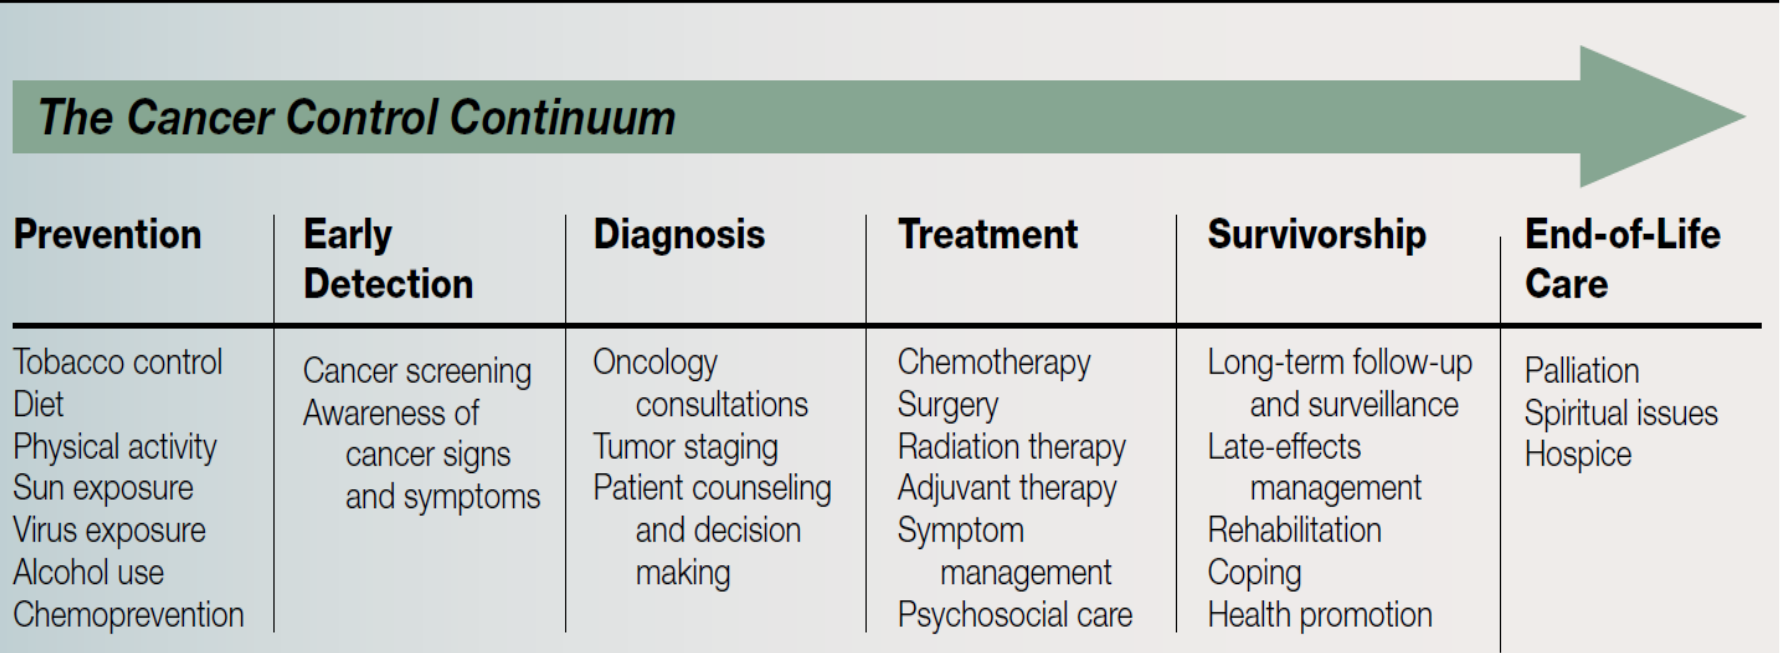 The Cancer Control Continuum
Prevention
Early
Detection
Diagnosis
Treatment
Survivorship
End-of-Life
Care
Tobacco control
Diet
Physical activity
Sun exposure
Virus exposure
Alcohol use
Chemoprevention
Cancer screening
Awareness of
cancer signs
and symptoms
Oncology
consultations
Tumor staging
Patient counseling
and decision
making
Chemotherapy
Surgery
Radiation therapy
Adjuvant therapy
Symptom
management
Psychosocial care
Long-term follow-up
and surveillance
Late-effects
management
Rehabilitation
Coping
Health promotion
Palliation
Spiritual issues
Hospice